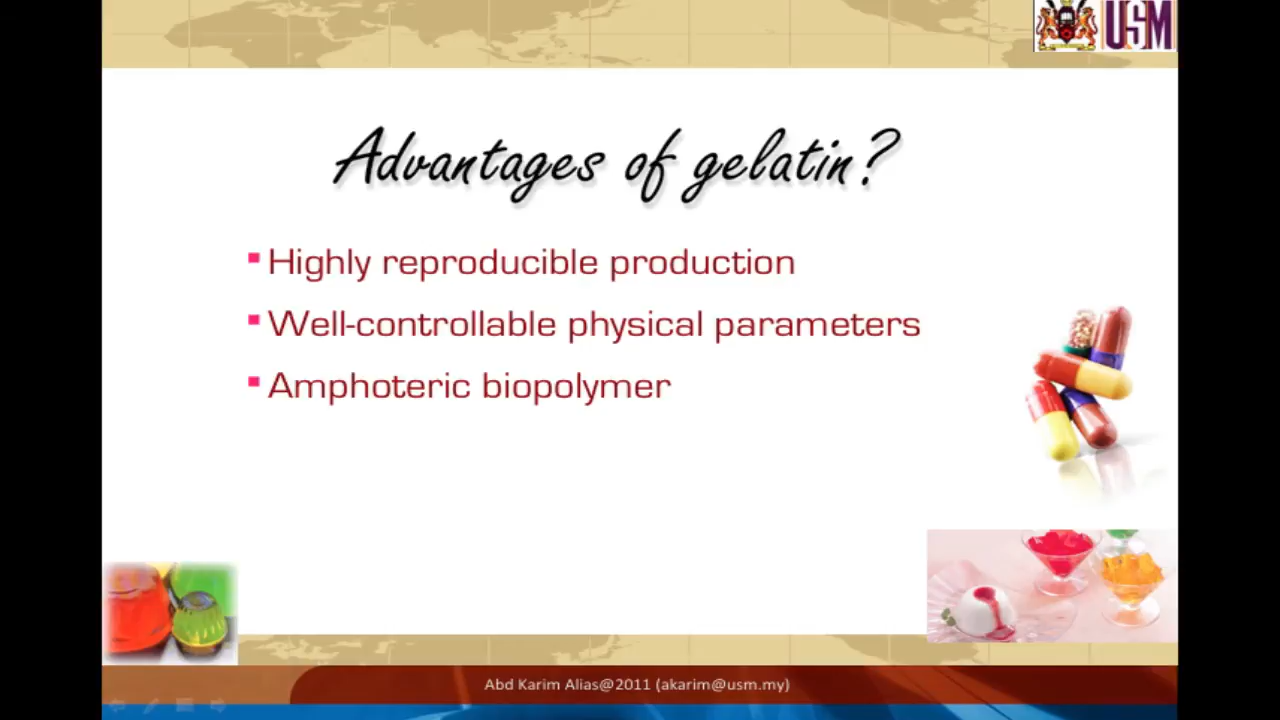 USM
Advantages of gelatin?
Highly reproducible production
Well-controllable physical parameters
Amphoteric biopolymer
Abd Karim Alias@2011 (akarim@usm.my)